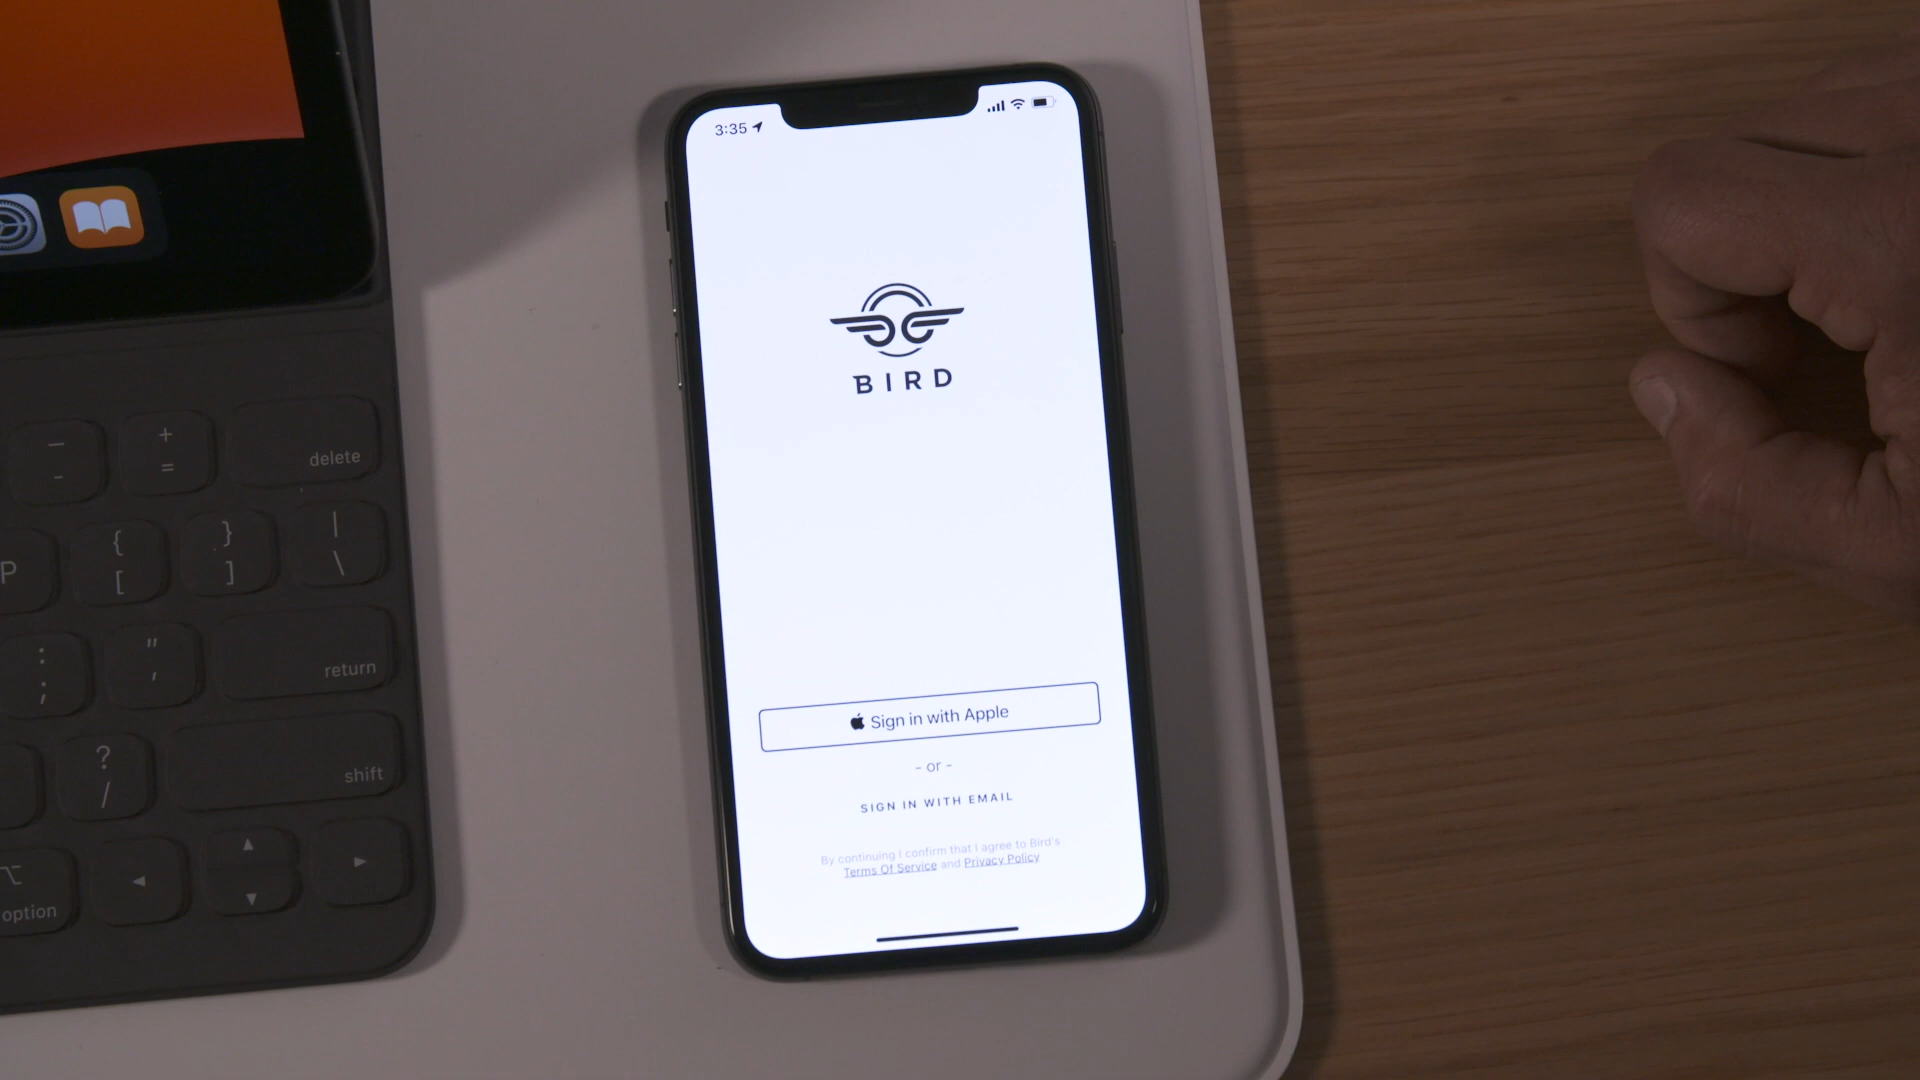 3:35
BIRD
Sign in with Apple
- or -
SIGN IN WITH EMAIL
By continuing I confirm that I agree to Bird's
Terms Of Service and Privacy Policy
—
-
+
=
delete
P
{
[
}
]
|
\
:
;
"
'
return
?
/
shift
option